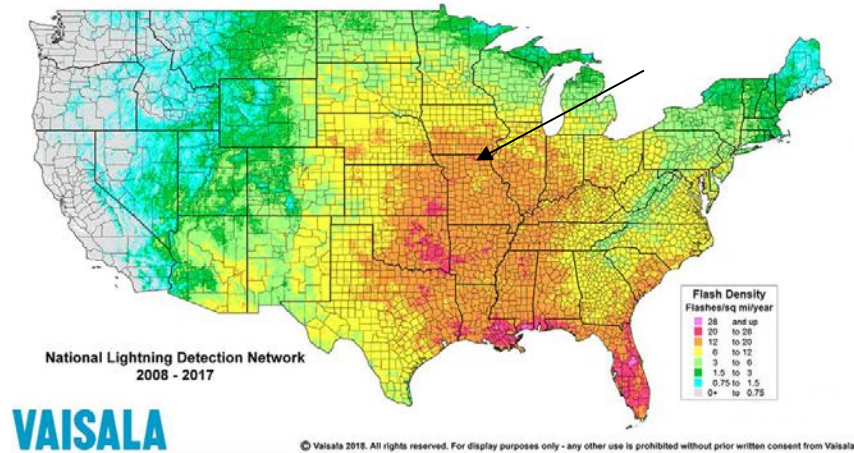 Flash Density
Flashes/sq mi/year
28 and up
20 to 28
12 to 20
6 to 12
3 to 6
1.5 to 3
0.75 to 1.5
0+ to 0.75
National Lightning Detection Network
2008 - 2017
VAISALA
© Vaisala 2018. All rights reserved. For display purposes only - any other use is prohibited without prior written consent from Vaisala